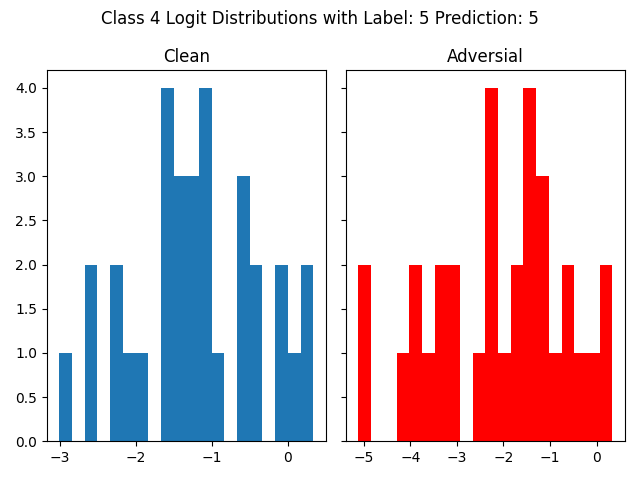 Class 4 Logit Distributions with Label: 5 Prediction: 5
Clean
Adversial
4.0
3.5
3.0
2.5
2.0
1.5
1.0
0.5
0.0
−3 −2 −1 0
−5 −4 −3 −2 −1 0